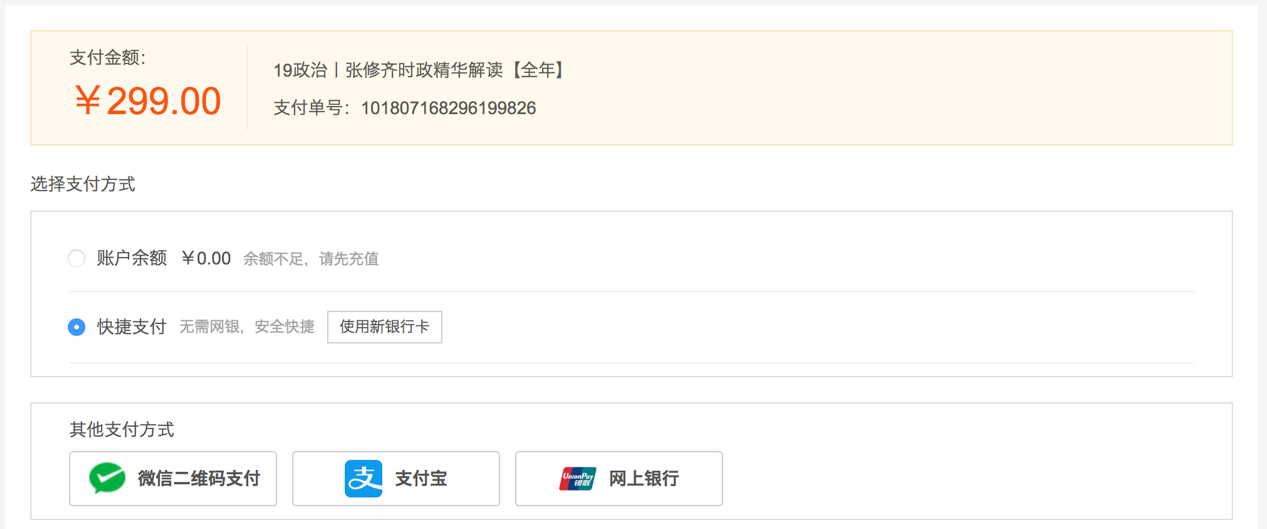 支付金额：
￥299.00
19政治丨张修齐时政精华解读【全年】
支付单号：101807168296199826
选择支付方式
账户余额 ￥0.00 余额不足，请先充值
快捷支付 无需网银，安全快捷 使用新银行卡
其他支付方式
微信二维码支付 支 支付宝 UnionPay 银联 网上银行